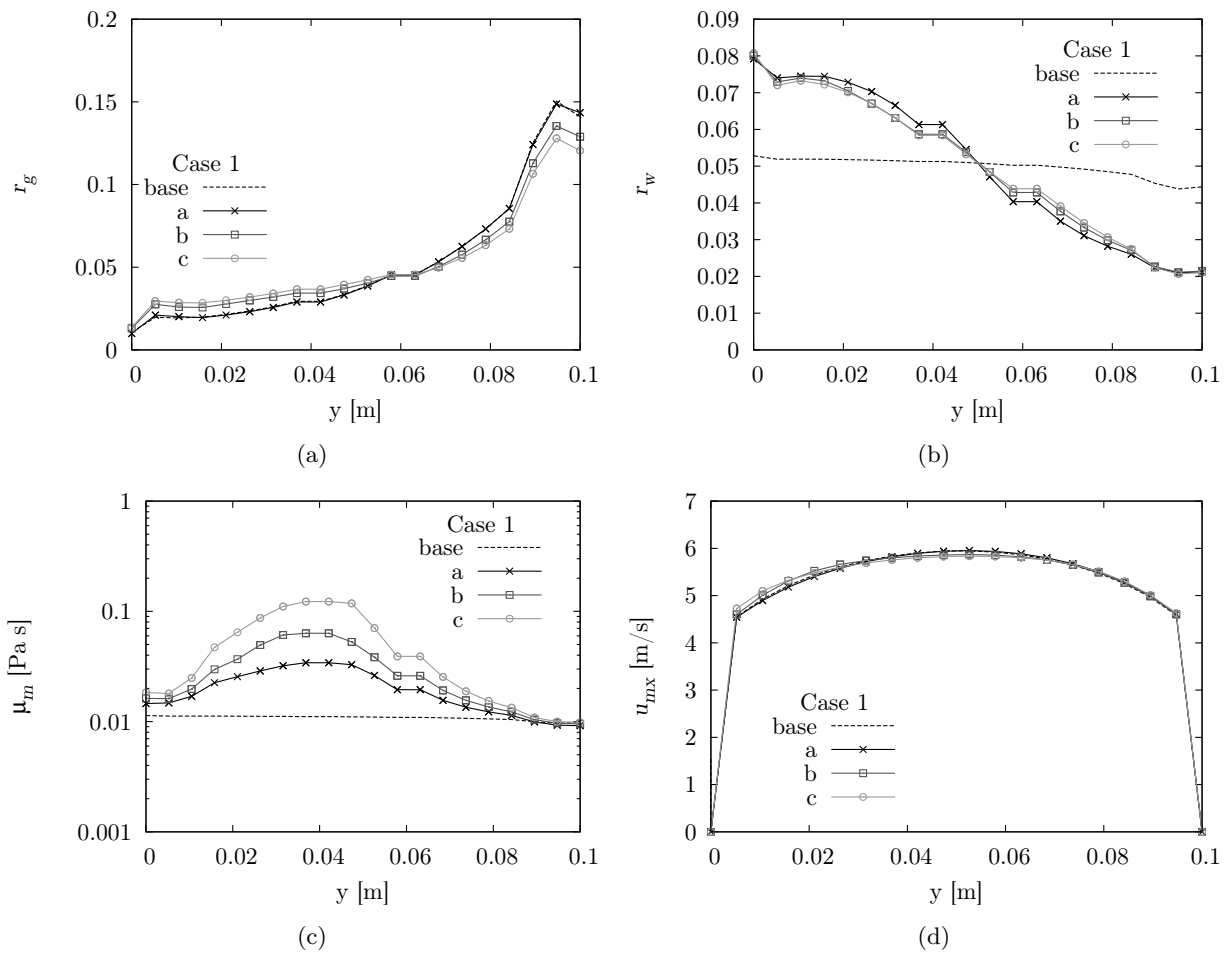 0.2
0.15
0.1
0.05
0
r_g
Case 1
base
a
b
c
0 0.02 0.04 0.06 0.08 0.1
y [m]
(a)
0.09
0.08
0.07
0.06
0.05
0.04
0.03
0.02
0.01
0
r_w
Case 1
base
a
b
c
0 0.02 0.04 0.06 0.08 0.1
y [m]
(b)
1
0.1
0.01
0.001
μ_m [Pa s]
Case 1
base
a
b
c
0 0.02 0.04 0.06 0.08 0.1
y [m]
(c)
7
6
5
4
3
2
1
0
u_mx [m/s]
Case 1
base
a
b
c
0 0.02 0.04 0.06 0.08 0.1
y [m]
(d)